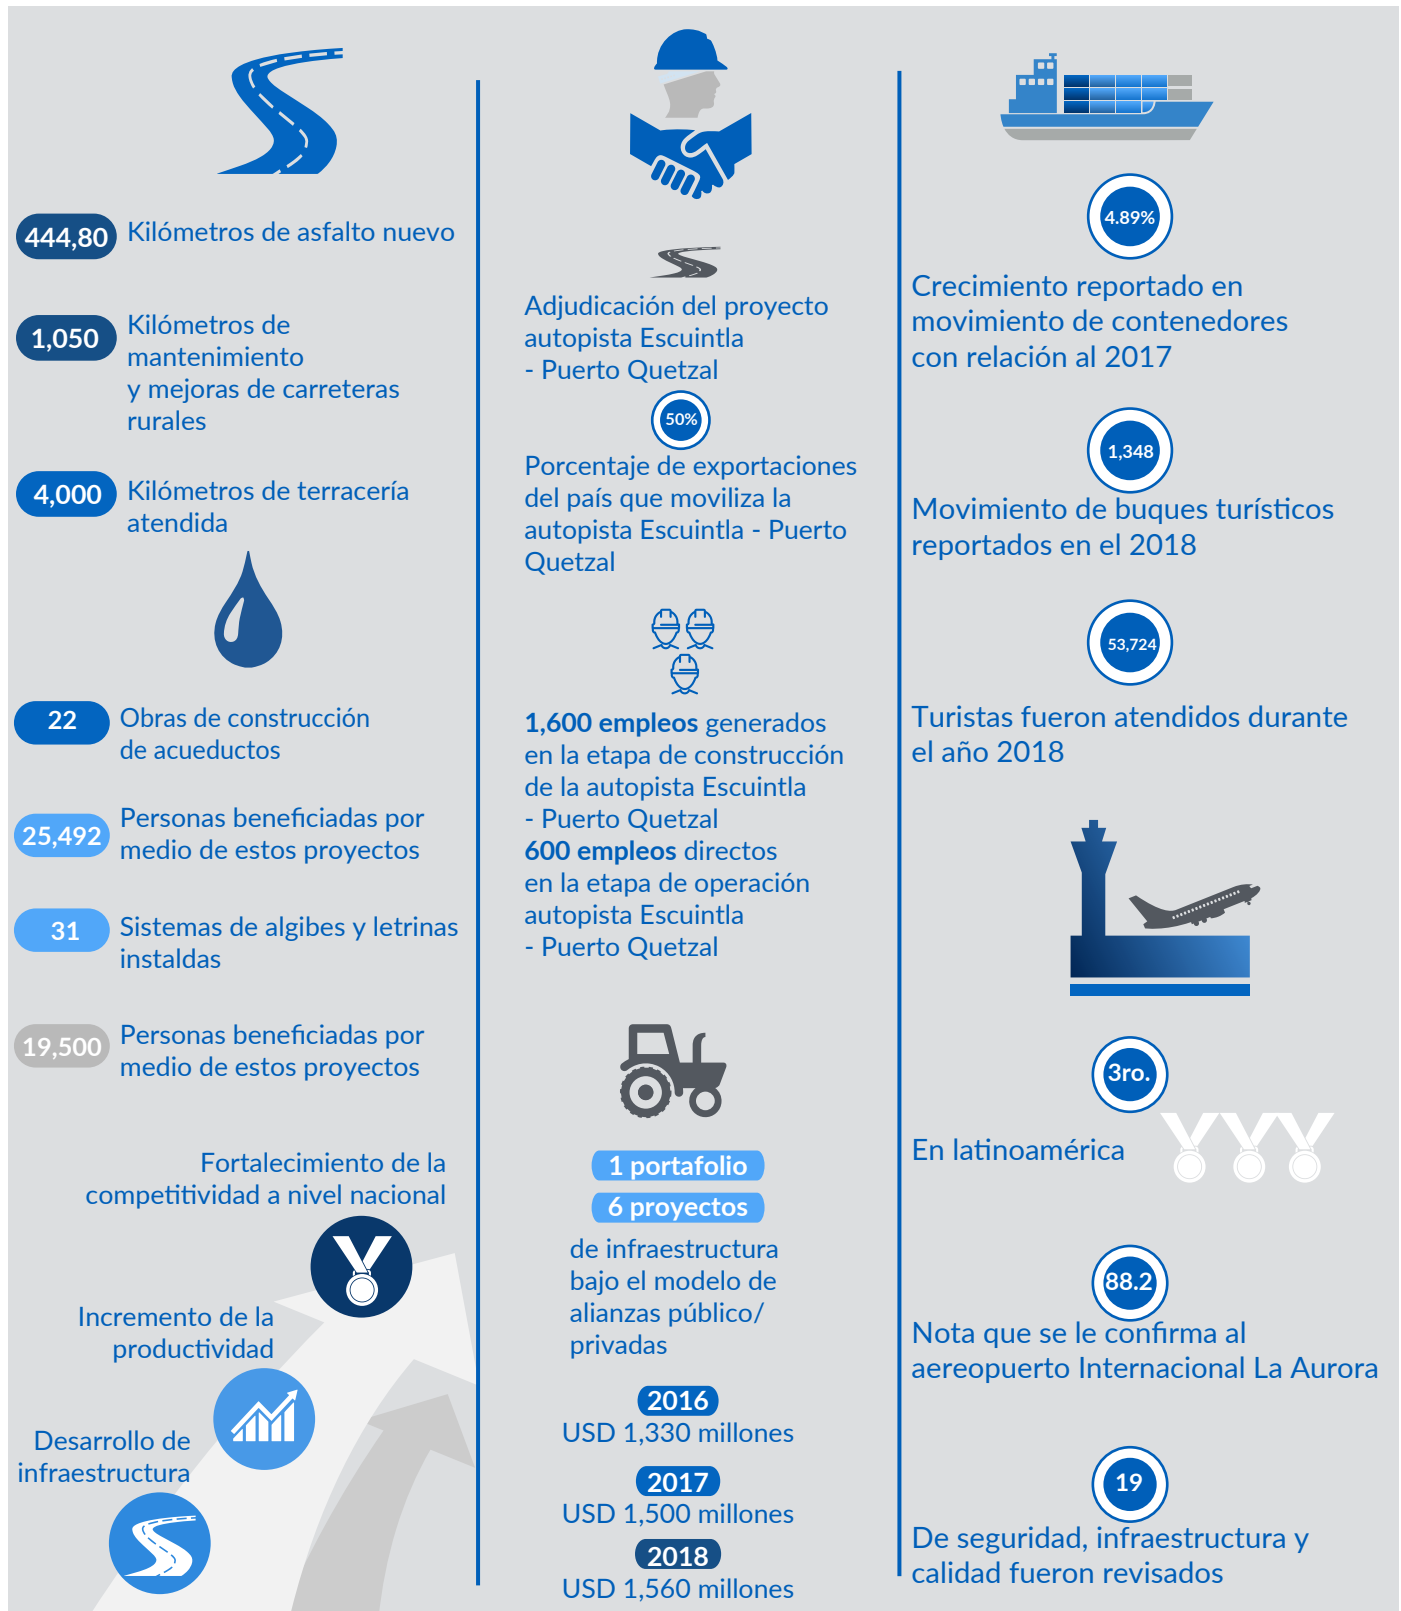 444,80
Kilómetros de asfalto nuevo
1,050
Kilómetros de
mantenimiento
y mejoras de carreteras
rurales
4,000
Kilómetros de terracería
atendida
22
Obras de construcción
de acueductos
25,492
Personas beneficiadas por
medio de estos proyectos
31
Sistemas de algibes y letrinas
instaldas
19,500
Personas beneficiadas por
medio de estos proyectos
Fortalecimiento de la
competitividad a nivel nacional
Incremento de la
productividad
Desarrollo de
infraestructura
Adjudicación del proyecto
autopista Escuintla
- Puerto Quetzal
50%
Porcentaje de exportaciones
del país que moviliza la
autopista Escuintla - Puerto
Quetzal
1,600 empleos generados
en la etapa de construcción
de la autopista Escuintla
- Puerto Quetzal
600 empleos directos
en la etapa de operación
autopista Escuintla
- Puerto Quetzal
1 portafolio
6 proyectos
de infraestructura
bajo el modelo de
alianzas público/
privadas
2016
USD 1,330 millones
2017
USD 1,500 millones
2018
USD 1,560 millones
4.89%
Crecimiento reportado en
movimiento de contenedores
con relación al 2017
1,348
Movimiento de buques turísticos
reportados en el 2018
53,724
Turistas fueron atendidos durante
el año 2018
3ro.
En latinoamérica
88.2
Nota que se le confirma al
aereopuerto Internacional La Aurora
19
De seguridad, infraestructura y
calidad fueron revisados